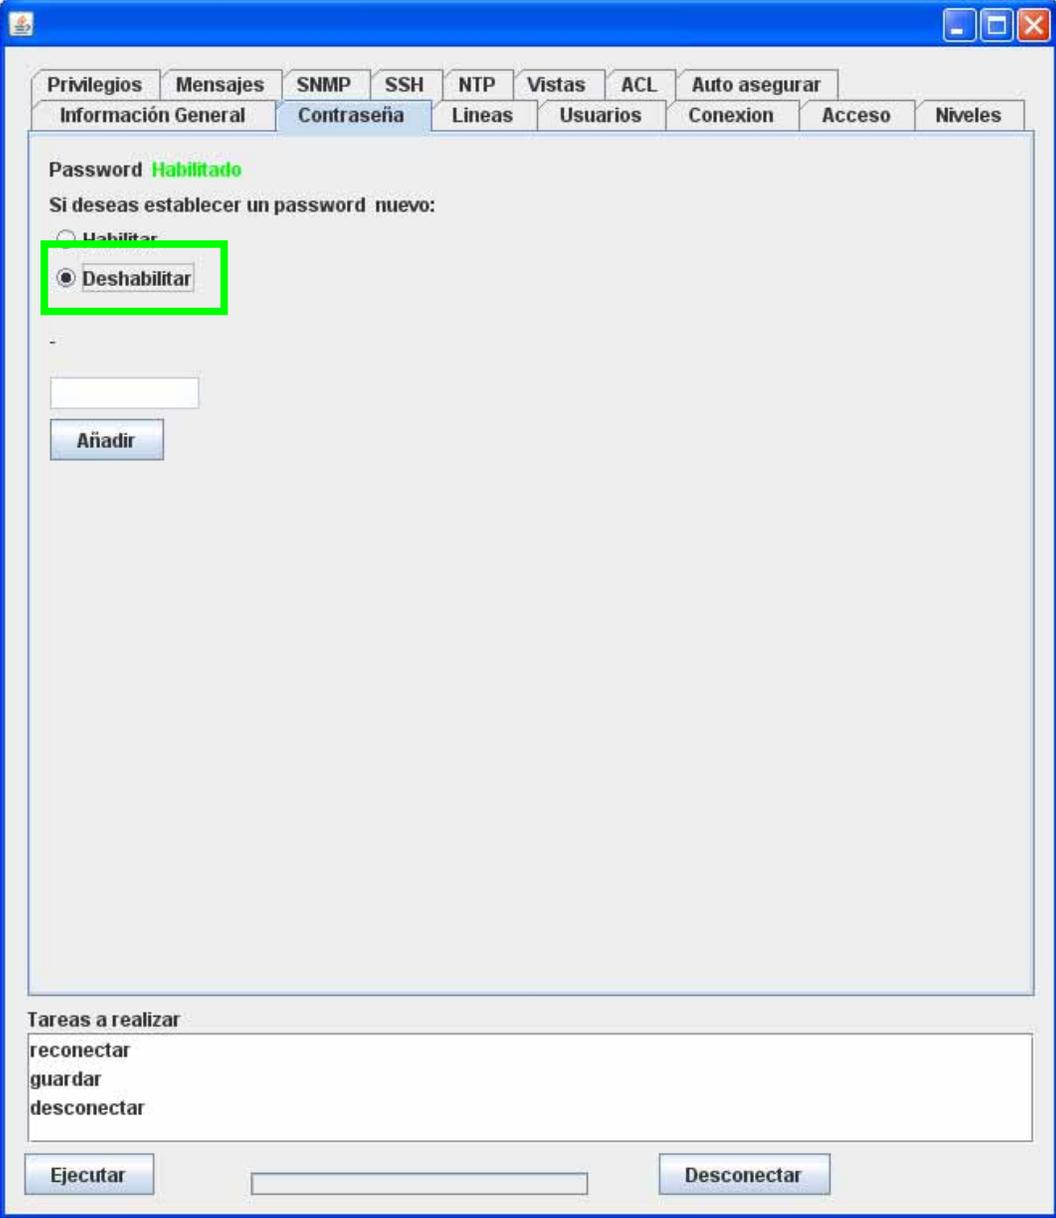 Privilegios Mensajes SNMP SSH NTP Vistas ACL Auto asegurar
Información General Contraseña Lineas Usuarios Conexion Acceso Niveles
Password Habilitado
Si deseas establecer un password nuevo:
Habilitar
Deshabilitar
-
Añadir
Tareas a realizar
reconectar
guardar
desconectar
Ejecutar Desconectar